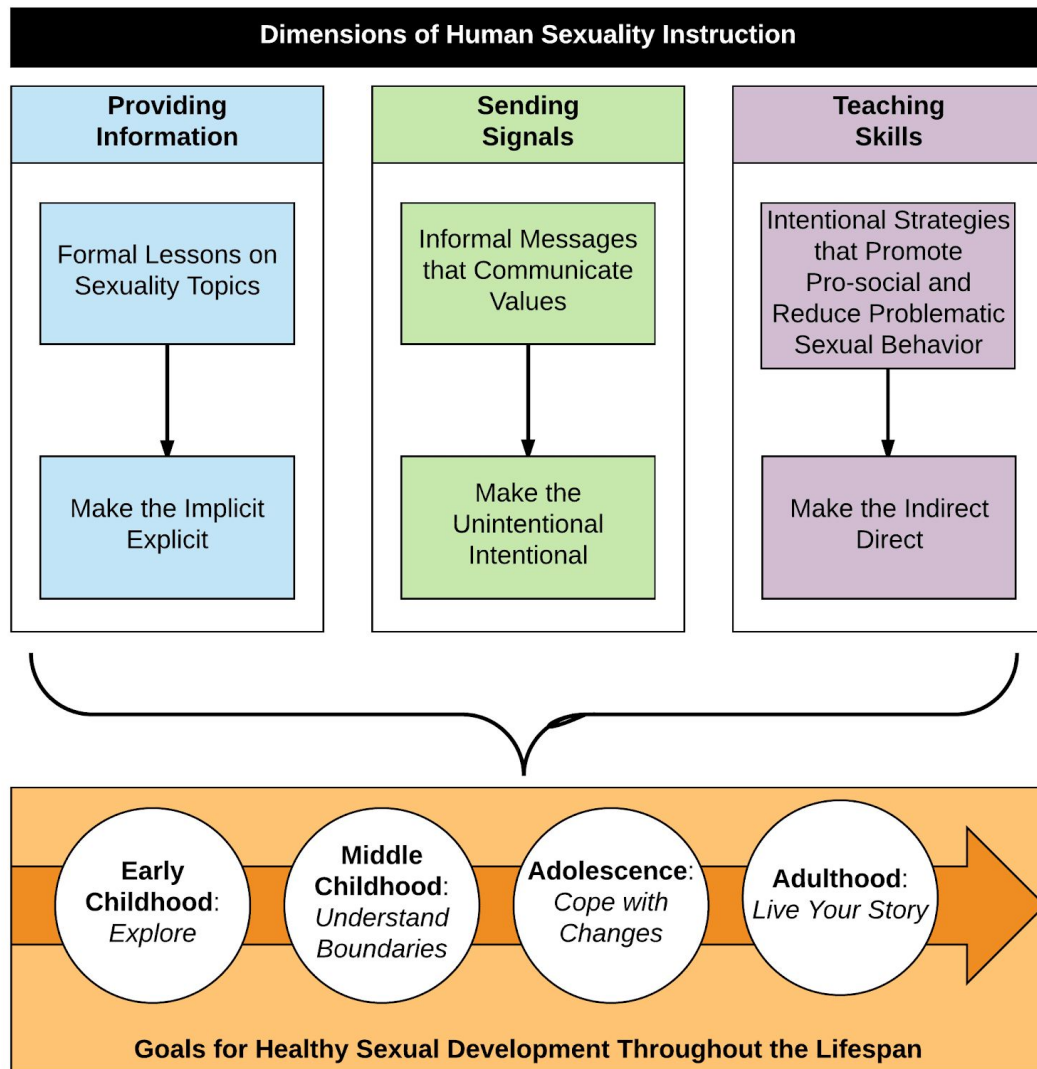 Dimensions of Human Sexuality Instruction
Providing
Information
Formal Lessons on
Sexuality Topics
Make the Implicit
Explicit
Sending
Signals
Informal Messages
that Communicate
Values
Make the
Unintentional
Intentional
Teaching
Skills
Intentional Strategies
that Promote
Pro-social and
Reduce Problematic
Sexual Behavior
Make the Indirect
Direct
Early
Childhood:
Explore
Middle
Childhood:
Understand
Boundaries
Adolescence:
Cope with
Changes
Adulthood:
Live Your Story
Goals for Healthy Sexual Development Throughout the Lifespan